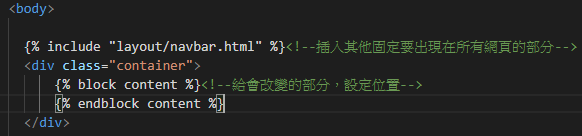 <body>
{% include "layout/navbar.html" %}<!--插入其他固定要出現在所有網頁的部分-->
<div class="container">
{% block content %}<!--給會改變的部分，設定位置-->
{% endblock content %}
</div>